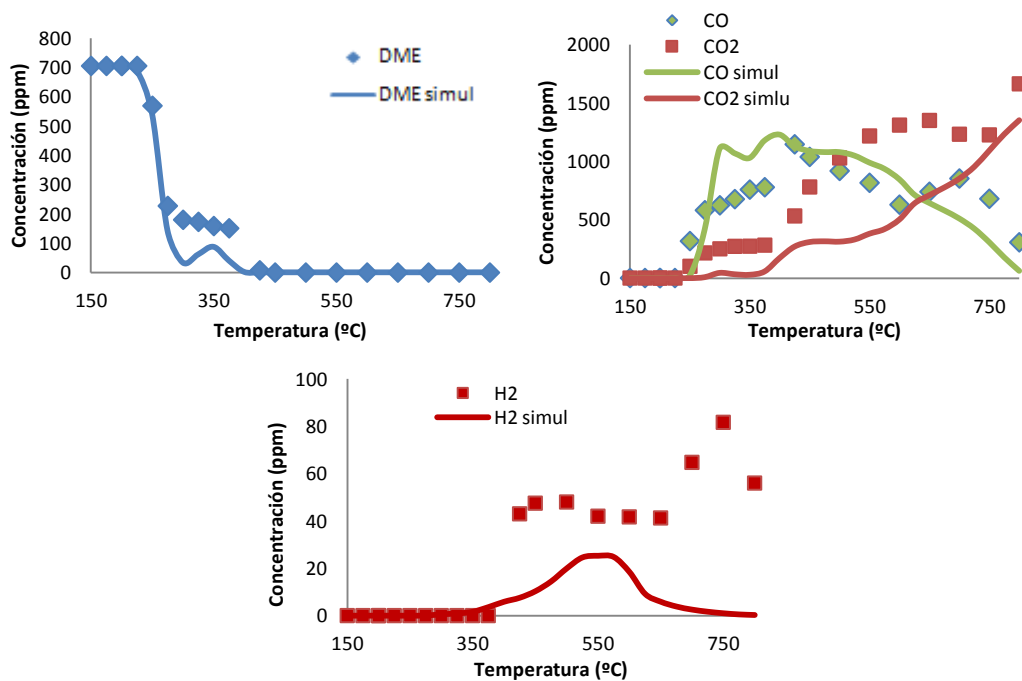 800
700
600
500
400
300
200
100
0
150
350
550
750
Concentración (ppm)
Temperatura (ºC)
DME
DME simul
CO
CO2
CO simul
CO2 simlu
2000
1500
1000
500
0
150
350
550
750
Concentración (ppm)
Temperatura (ºC)
H2
H2 simul
100
80
60
40
20
0
150
350
550
750
Concentración (ppm)
Temperatura (ºC)